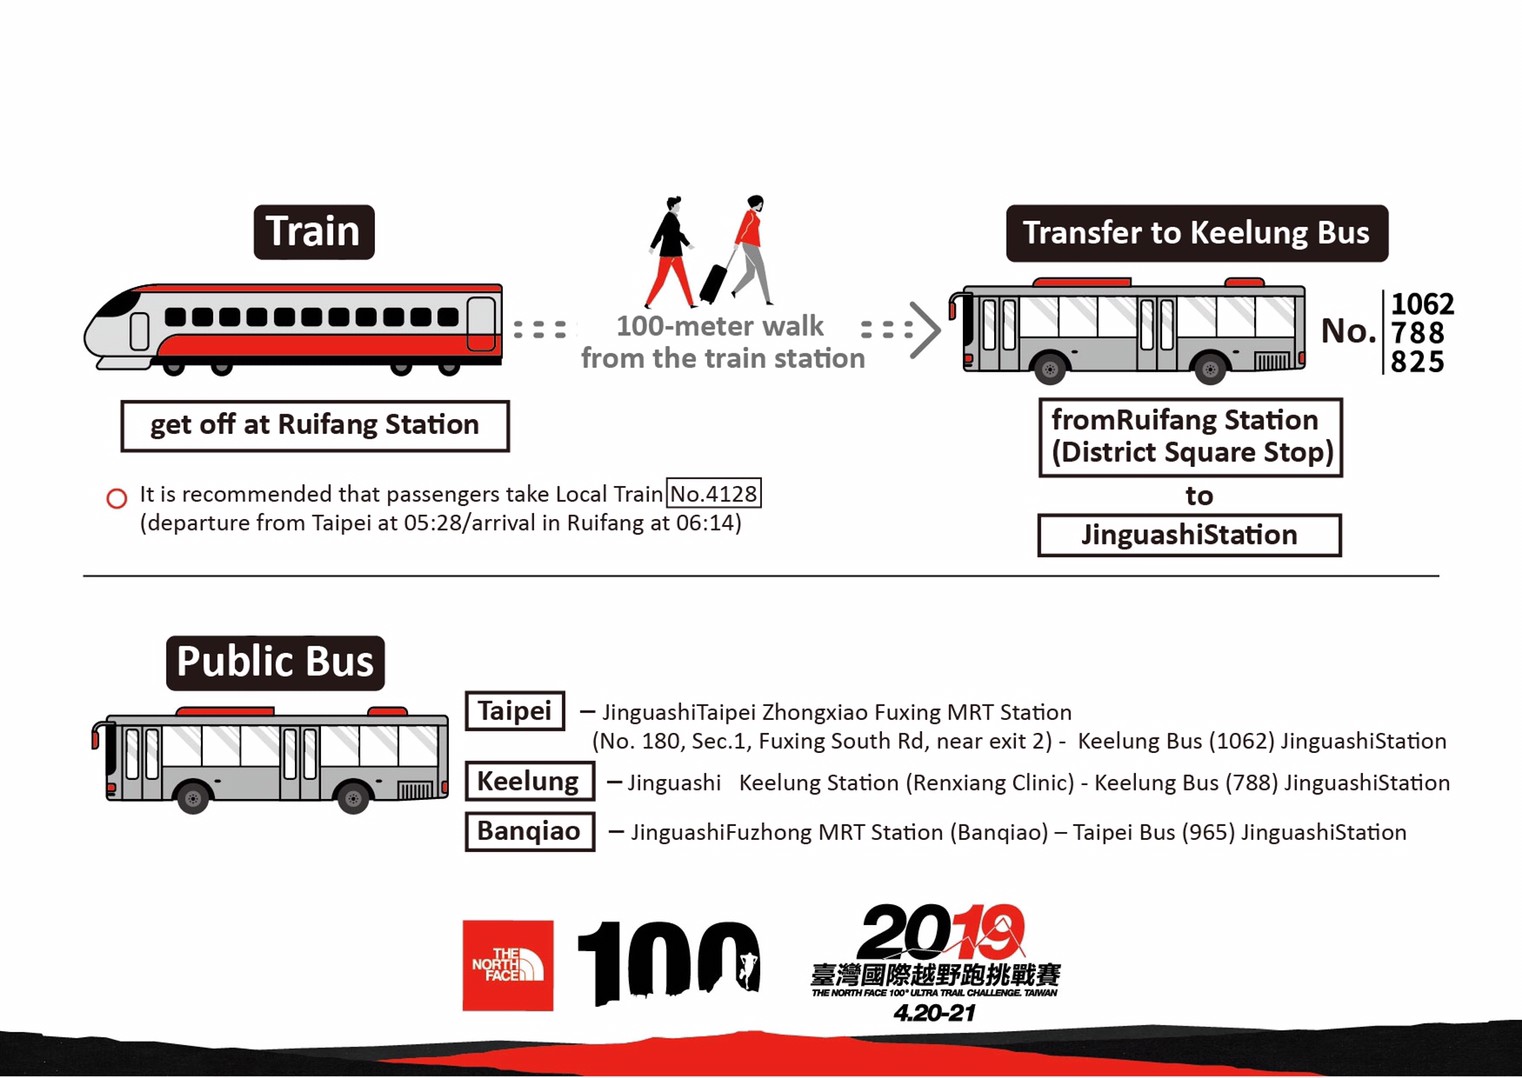 Train
Transfer to Keelung Bus
100-meter walk
from the train station
No.
1062
788
825
get off at Ruifang Station
fromRuifang Station
(District Square Stop)
to
JinguashiStation
It is recommended that passengers take Local Train No.4128
(departure from Taipei at 05:28/arrival in Ruifang at 06:14)
Public Bus
Taipei – JinguashiTaipei Zhongxiao Fuxing MRT Station
(No. 180, Sec.1, Fuxing South Rd, near exit 2) - Keelung Bus (1062) JinguashiStation
Keelung – Jinguashi Keelung Station (Renxiang Clinic) - Keelung Bus (788) JinguashiStation
Banqiao – JinguashiFuzhong MRT Station (Banqiao) – Taipei Bus (965) JinguashiStation
THE
NORTH
FACE
100
2019
臺灣國際越野跑挑戰賽
THE NORTH FACE 100® ULTRA TRAIL CHALLENGE. TAIWAN
4.20-21